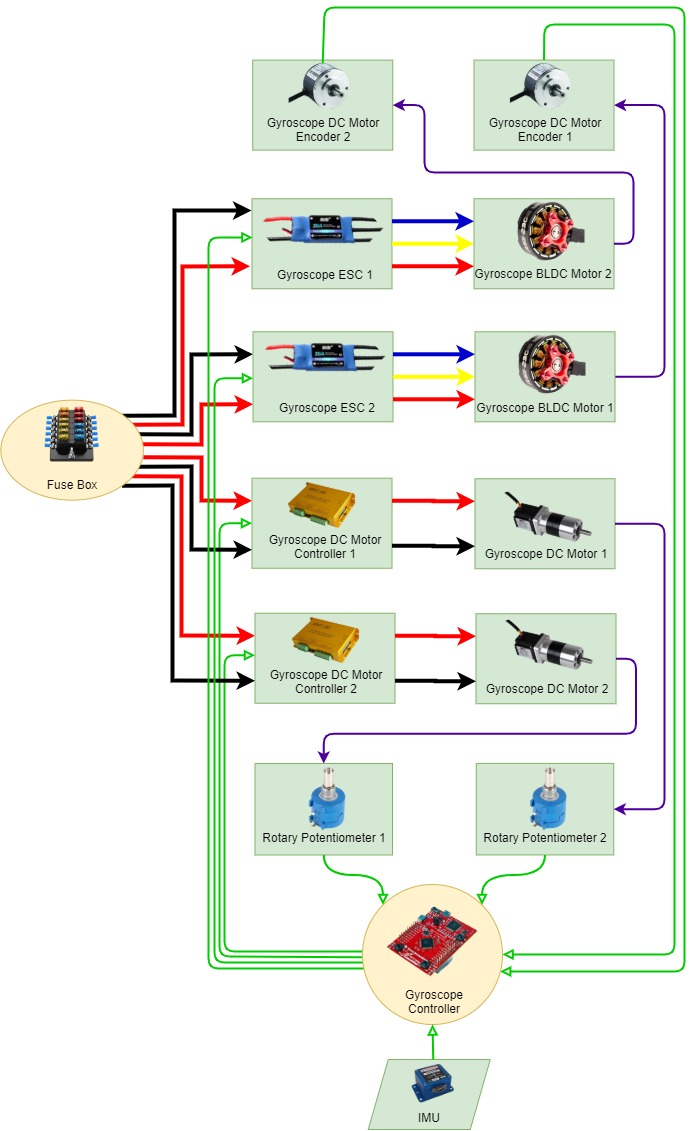 Gyroscope DC Motor
Encoder 2
Gyroscope DC Motor
Encoder 1
30A
Gyroscope ESC 1
Gyroscope BLDC Motor 2
30A
Gyroscope ESC 2
Gyroscope BLDC Motor 1
Fuse Box
Gyroscope DC Motor
Controller 1
Gyroscope DC Motor 1
Gyroscope DC Motor
Controller 2
Gyroscope DC Motor 2
Rotary Potentiometer 1
Rotary Potentiometer 2
Gyroscope
Controller
IMU